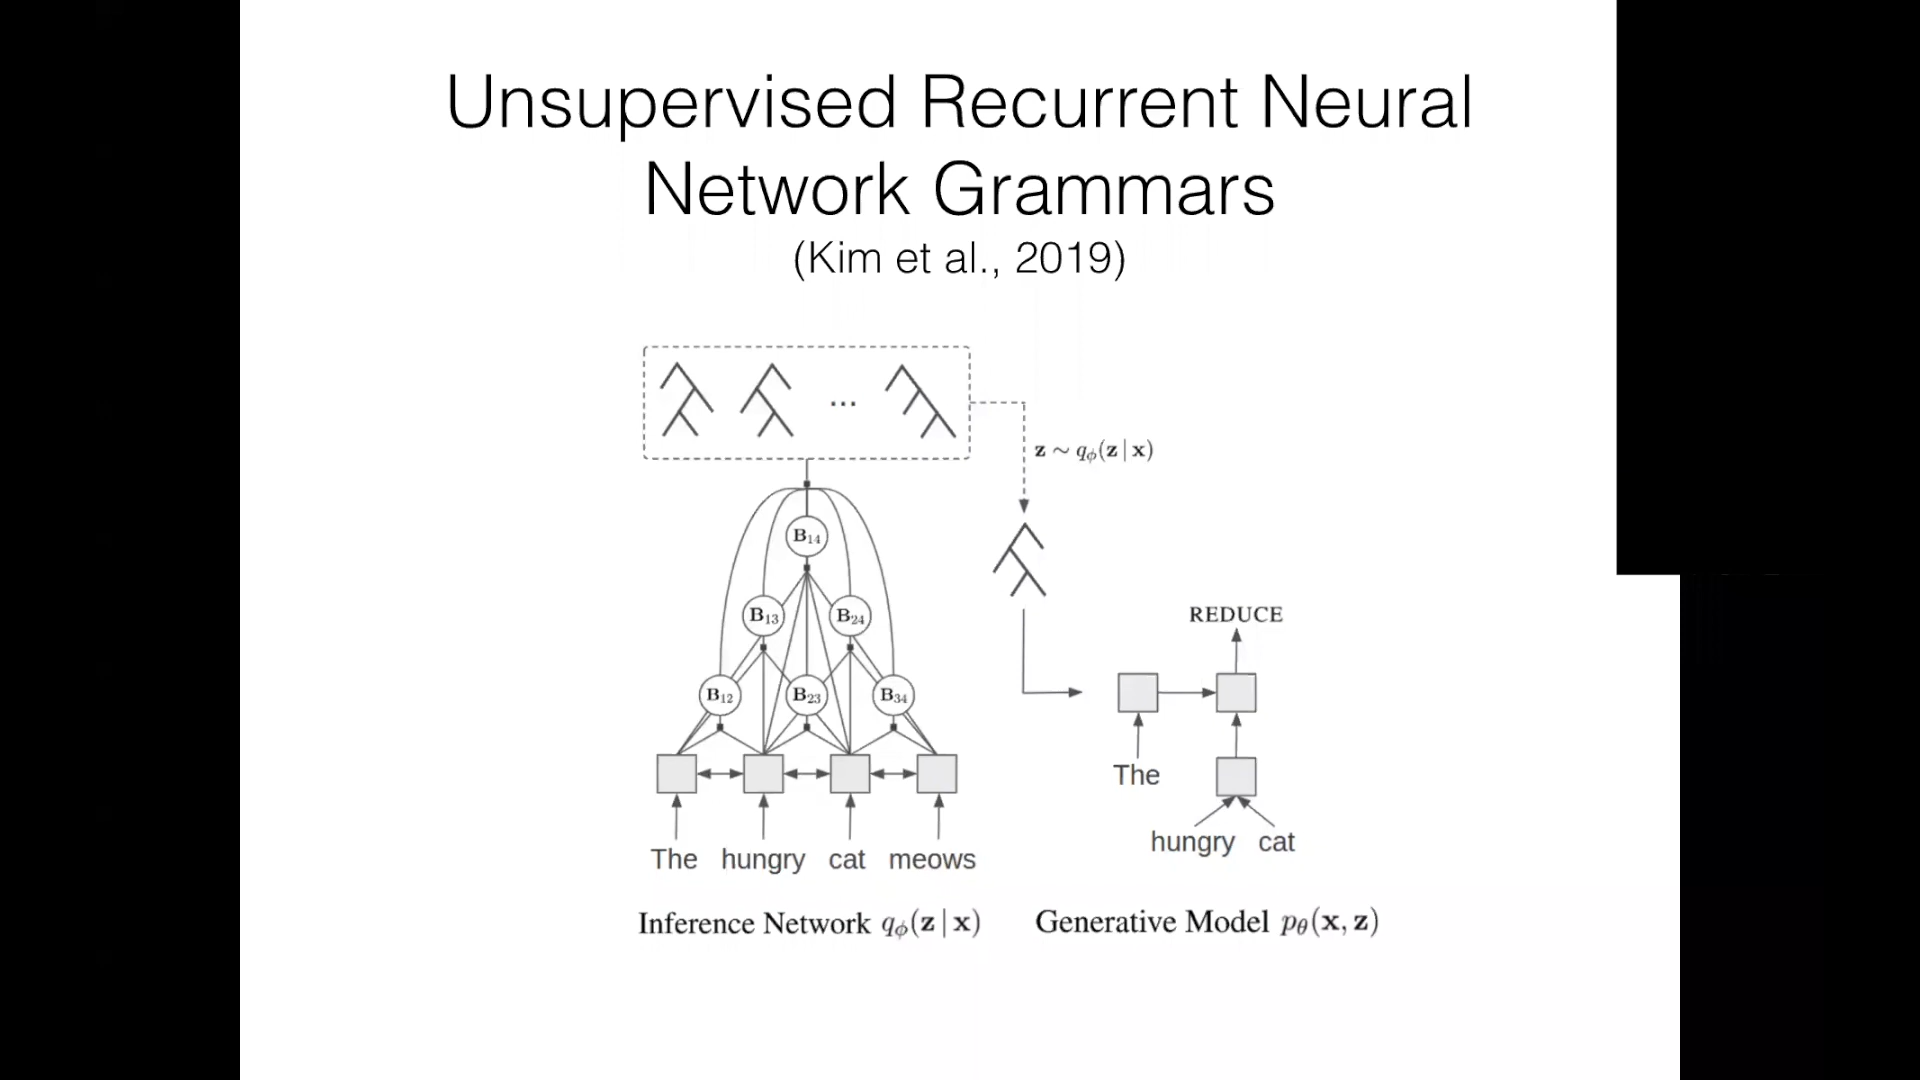 Unsupervised Recurrent Neural
Network Grammars
(Kim et al., 2019)
...
z ∼ qϕ(z | x)
B14
B13 B24
REDUCE
B12 B23 B34
The
hungry cat
The hungry cat meows
Inference Network qϕ(z | x)
Generative Model pθ(x, z)